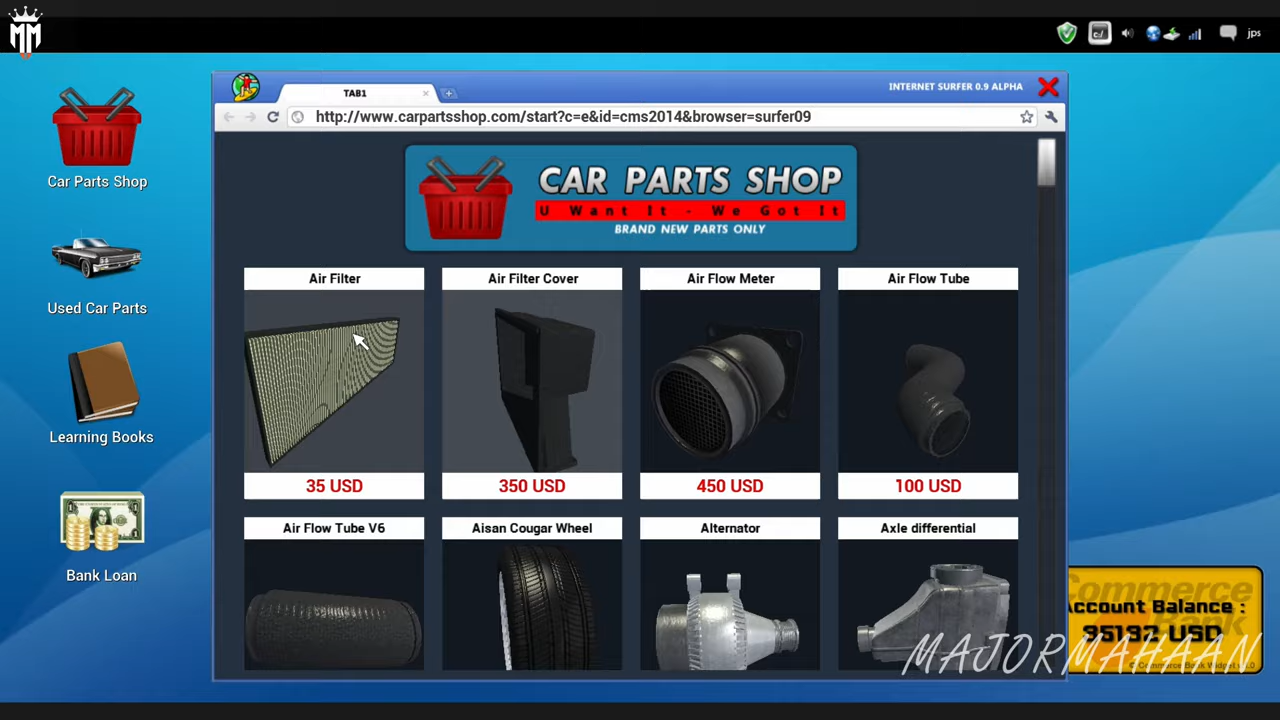 MM
c:/
jps
TAB1
INTERNET SURFER 0.9 ALPHA
http://www.carpartsshop.com/start?c=e&id=cms2014&browser=surfer09
Car Parts Shop
Used Car Parts
Learning Books
Bank Loan
CAR PARTS SHOP
U Want It - We Got It
BRAND NEW PARTS ONLY
Air Filter
Air Filter Cover
Air Flow Meter
Air Flow Tube
35 USD
350 USD
450 USD
100 USD
Air Flow Tube V6
Aisan Cougar Wheel
Alternator
Axle differential
Commerce
Account Balance :
95132 USD
MAJORMAHAAN